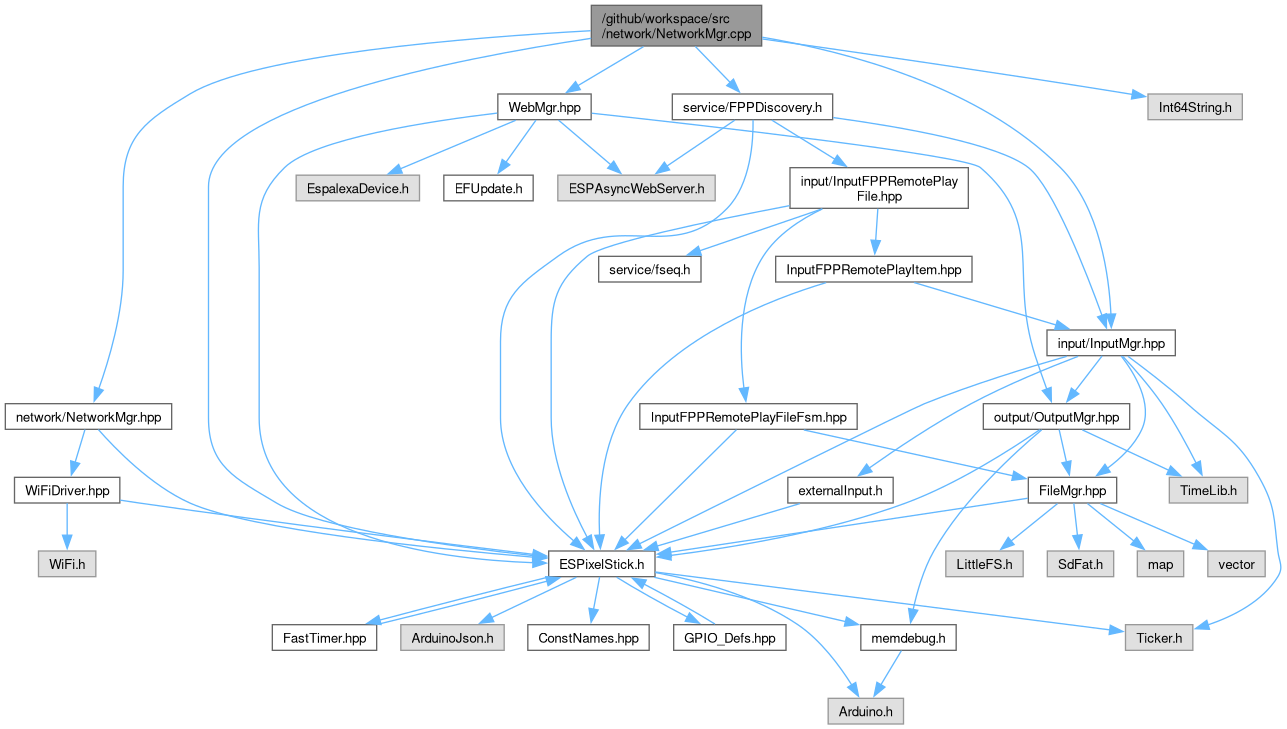 /github/workspace/src
/network/NetworkMgr.cpp
WebMgr.hpp
service/FPPDiscovery.h
Int64String.h
EspalexaDevice.h
EFUpdate.h
ESPAsyncWebServer.h
input/InputFPPRemotePlay
File.hpp
service/fseq.h
InputFPPRemotePlayItem.hpp
input/InputMgr.hpp
network/NetworkMgr.hpp
InputFPPRemotePlayFileFsm.hpp
output/OutputMgr.hpp
WiFiDriver.hpp
externalInput.h
FileMgr.hpp
TimeLib.h
WiFi.h
ESPixelStick.h
LittleFS.h
SdFat.h
map
vector
FastTimer.hpp
ArduinoJson.h
ConstNames.hpp
GPIO_Defs.hpp
memdebug.h
Ticker.h
Arduino.h